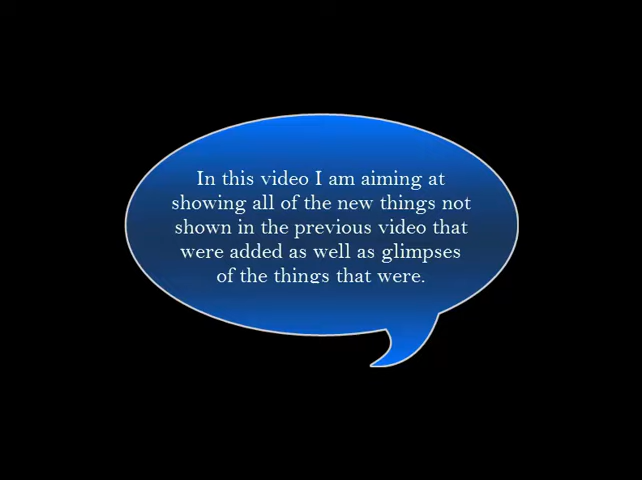 In this video I am aiming at
showing all of the new things not
shown in the previous video that
were added as well as glimpses
of the things that were.